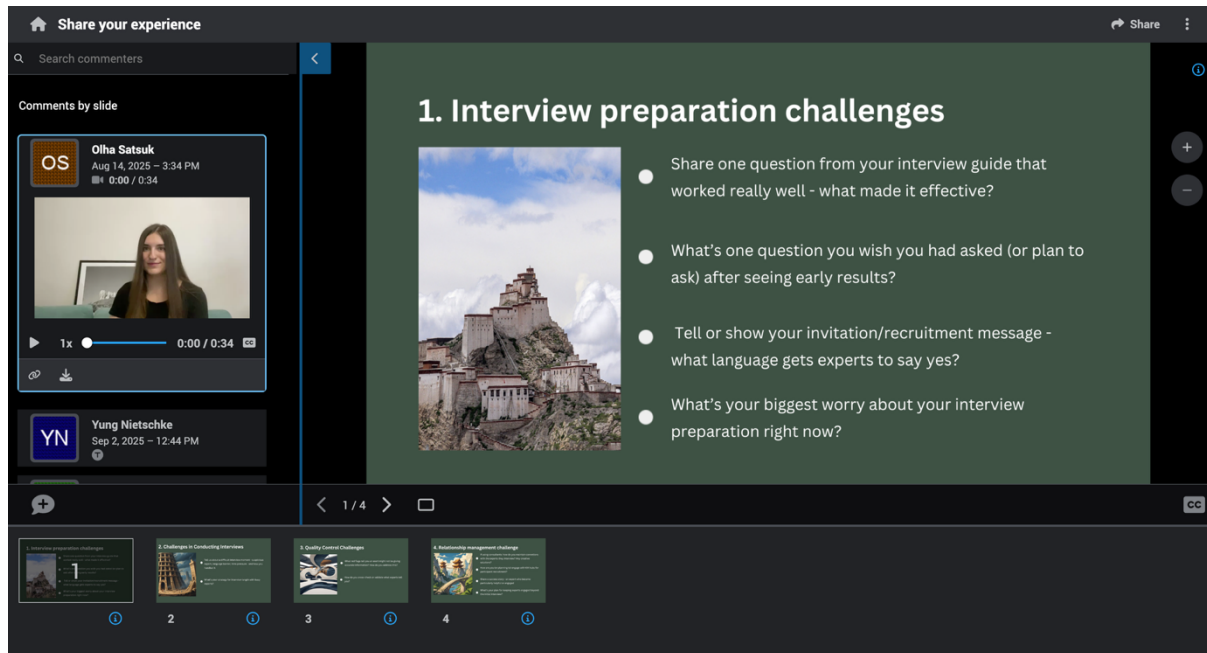 Share your experience
Share
Search commenters
Comments by slide
OS
Olha Satsuk
Aug 14, 2025 – 3:34 PM
0:00 / 0:34
1x
0:00 / 0:34
CC
YN
Yung Nietschke
Sep 2, 2025 – 12:44 PM
T
1. Interview preparation challenges
Share one question from your interview guide that
worked really well - what made it effective?
What's one question you wish you had asked (or plan to
ask) after seeing early results?
Tell or show your invitation/recruitment message -
what language gets experts to say yes?
What's your biggest worry about your interview
preparation right now?
1 / 4
CC
1. Interview preparation challenges
1
2. Challenges in Conducting Interviews
2
3. Quality Control Challenges
3
4. Relationship management challenge
4